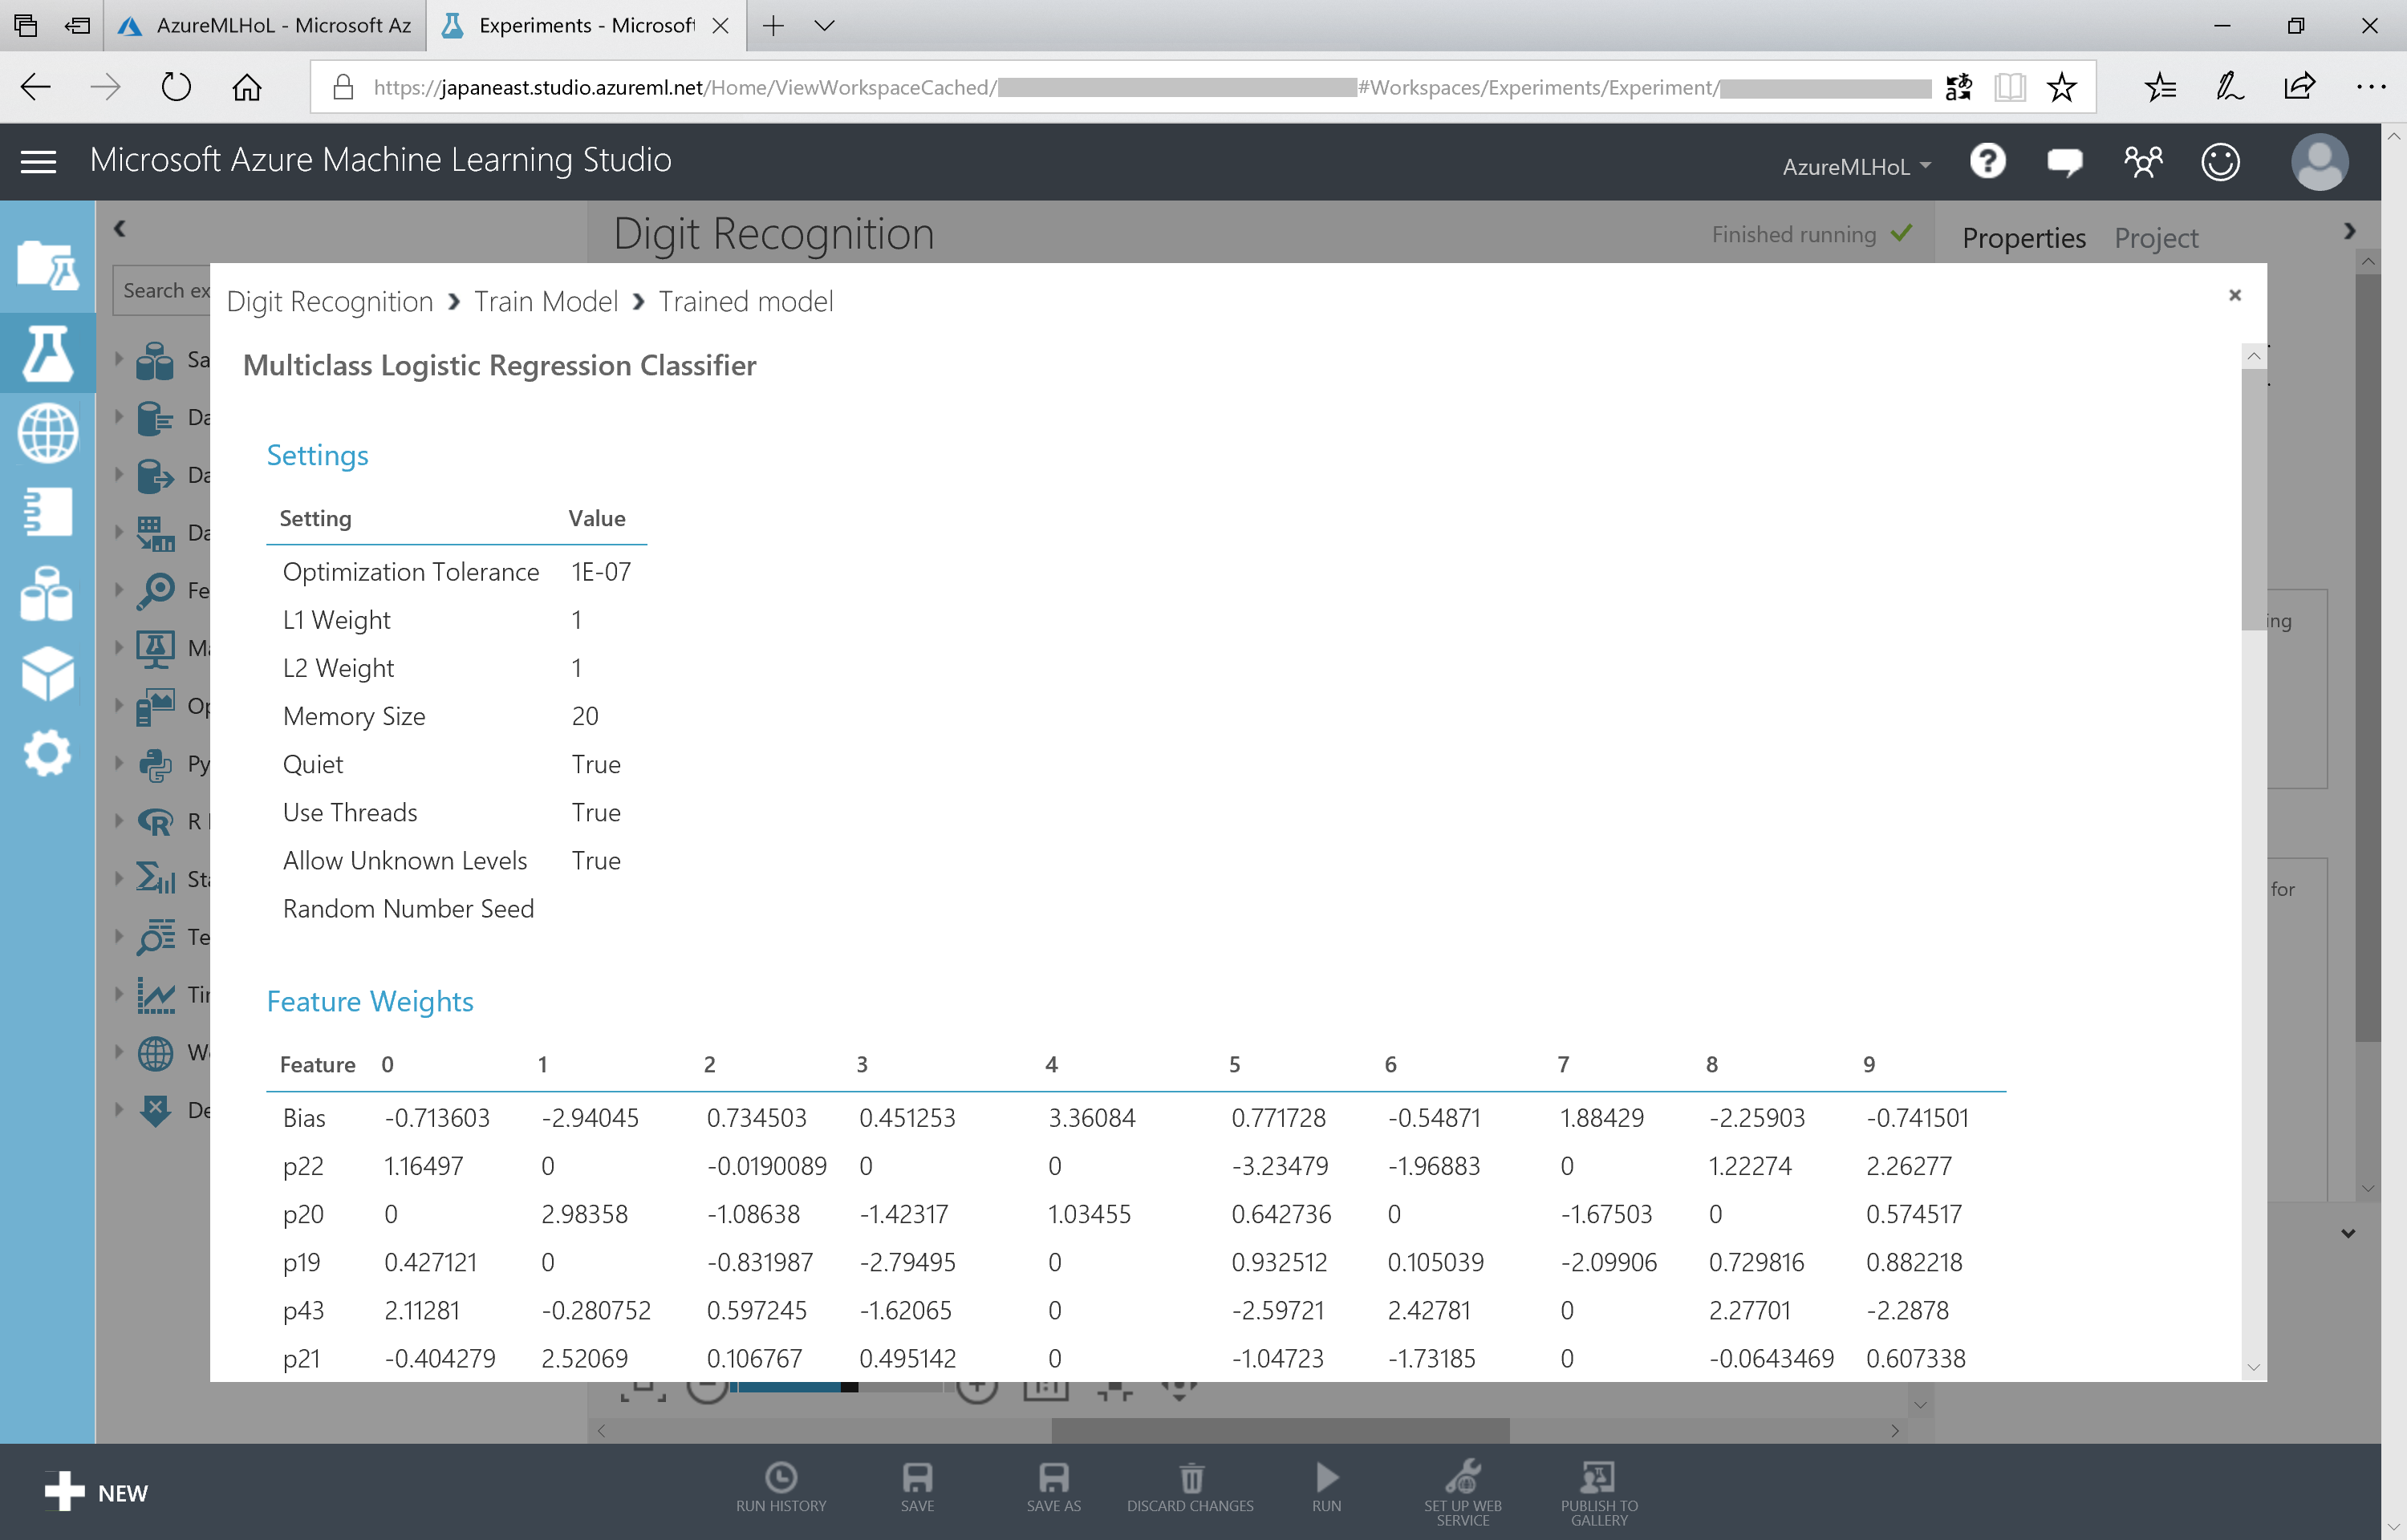 AzureMLHoL - Microsoft Az
Experiments - Microsoft
https://japaneast.studio.azureml.net/Home/ViewWorkspaceCached/ #Workspaces/Experiments/Experiment/
Microsoft Azure Machine Learning Studio
AzureMLHoL
Digit Recognition
Finished running
Properties Project
Search ex
Digit Recognition > Train Model > Trained model
Multiclass Logistic Regression Classifier
Settings
Setting Value
Optimization Tolerance 1E-07
L1 Weight 1
L2 Weight 1
Memory Size 20
Quiet True
Use Threads True
Allow Unknown Levels True
Random Number Seed
Feature Weights
Feature 0 1 2 3 4 5 6 7 8 9
Bias -0.713603 -2.94045 0.734503 0.451253 3.36084 0.771728 -0.54871 1.88429 -2.25903 -0.741501
p22 1.16497 0 -0.0190089 0 0 -3.23479 -1.96883 0 1.22274 2.26277
p20 0 2.98358 -1.08638 -1.42317 1.03455 0.642736 0 -1.67503 0 0.574517
p19 0.427121 0 -0.831987 -2.79495 0 0.932512 0.105039 -2.09906 0.729816 0.882218
p43 2.11281 -0.280752 0.597245 -1.62065 0 -2.59721 2.42781 0 2.27701 -2.2878
p21 -0.404279 2.52069 0.106767 0.495142 0 -1.04723 -1.73185 0 -0.0643469 0.607338
Sa
Da
Da
Da
Fe
Ma
Op
Py
R
Sta
Te
Tir
We
De
ing
for
NEW
RUN HISTORY
SAVE
SAVE AS
DISCARD CHANGES
RUN
SET UP WEB
SERVICE
PUBLISH TO
GALLERY